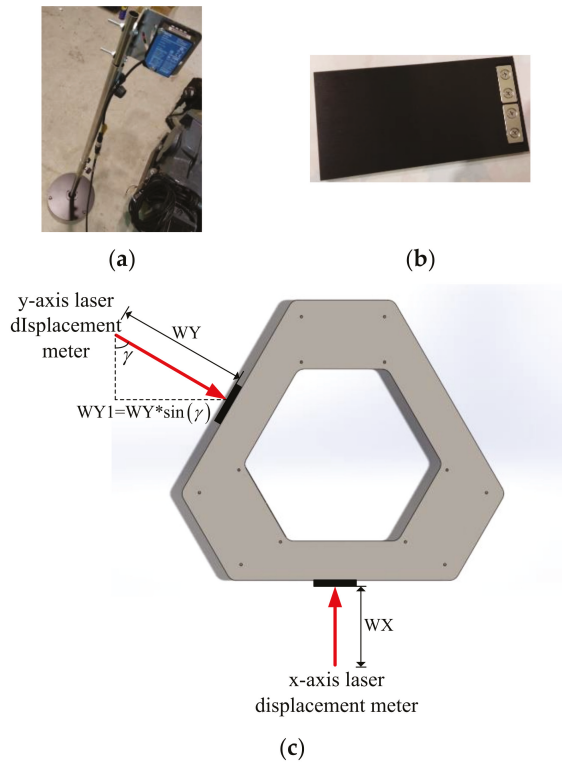 (a)
(b)
y-axis laser
dIsplacement
meter
WY
γ
WY1=WY*sin(γ)
WX
x-axis laser
displacement meter
(c)